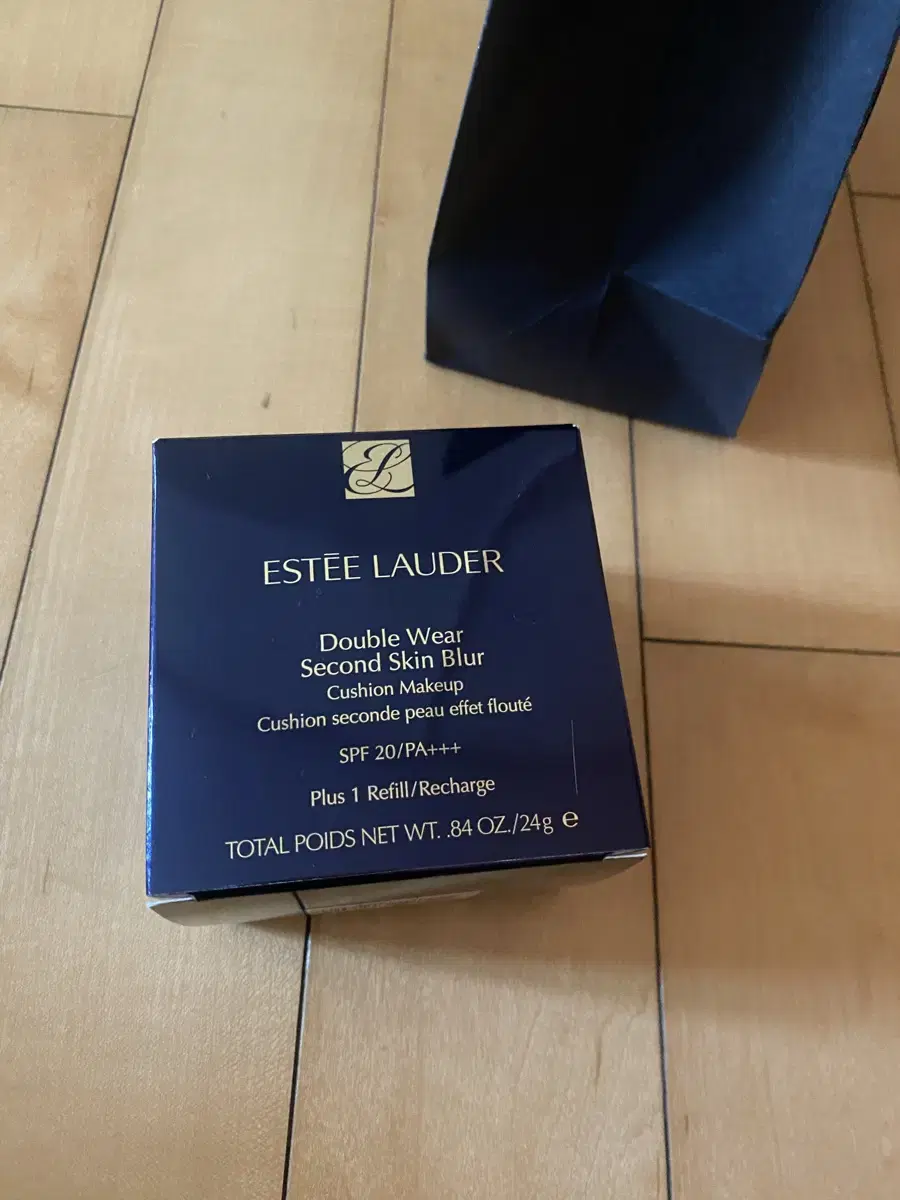 EL
ESTĒE LAUDER
Double Wear
Second Skin Blur
Cushion Makeup
Cushion seconde peau effet flouté
SPF 20/PA+++
Plus 1 Refill/Recharge
TOTAL POIDS NET WT. .84 OZ./24g e